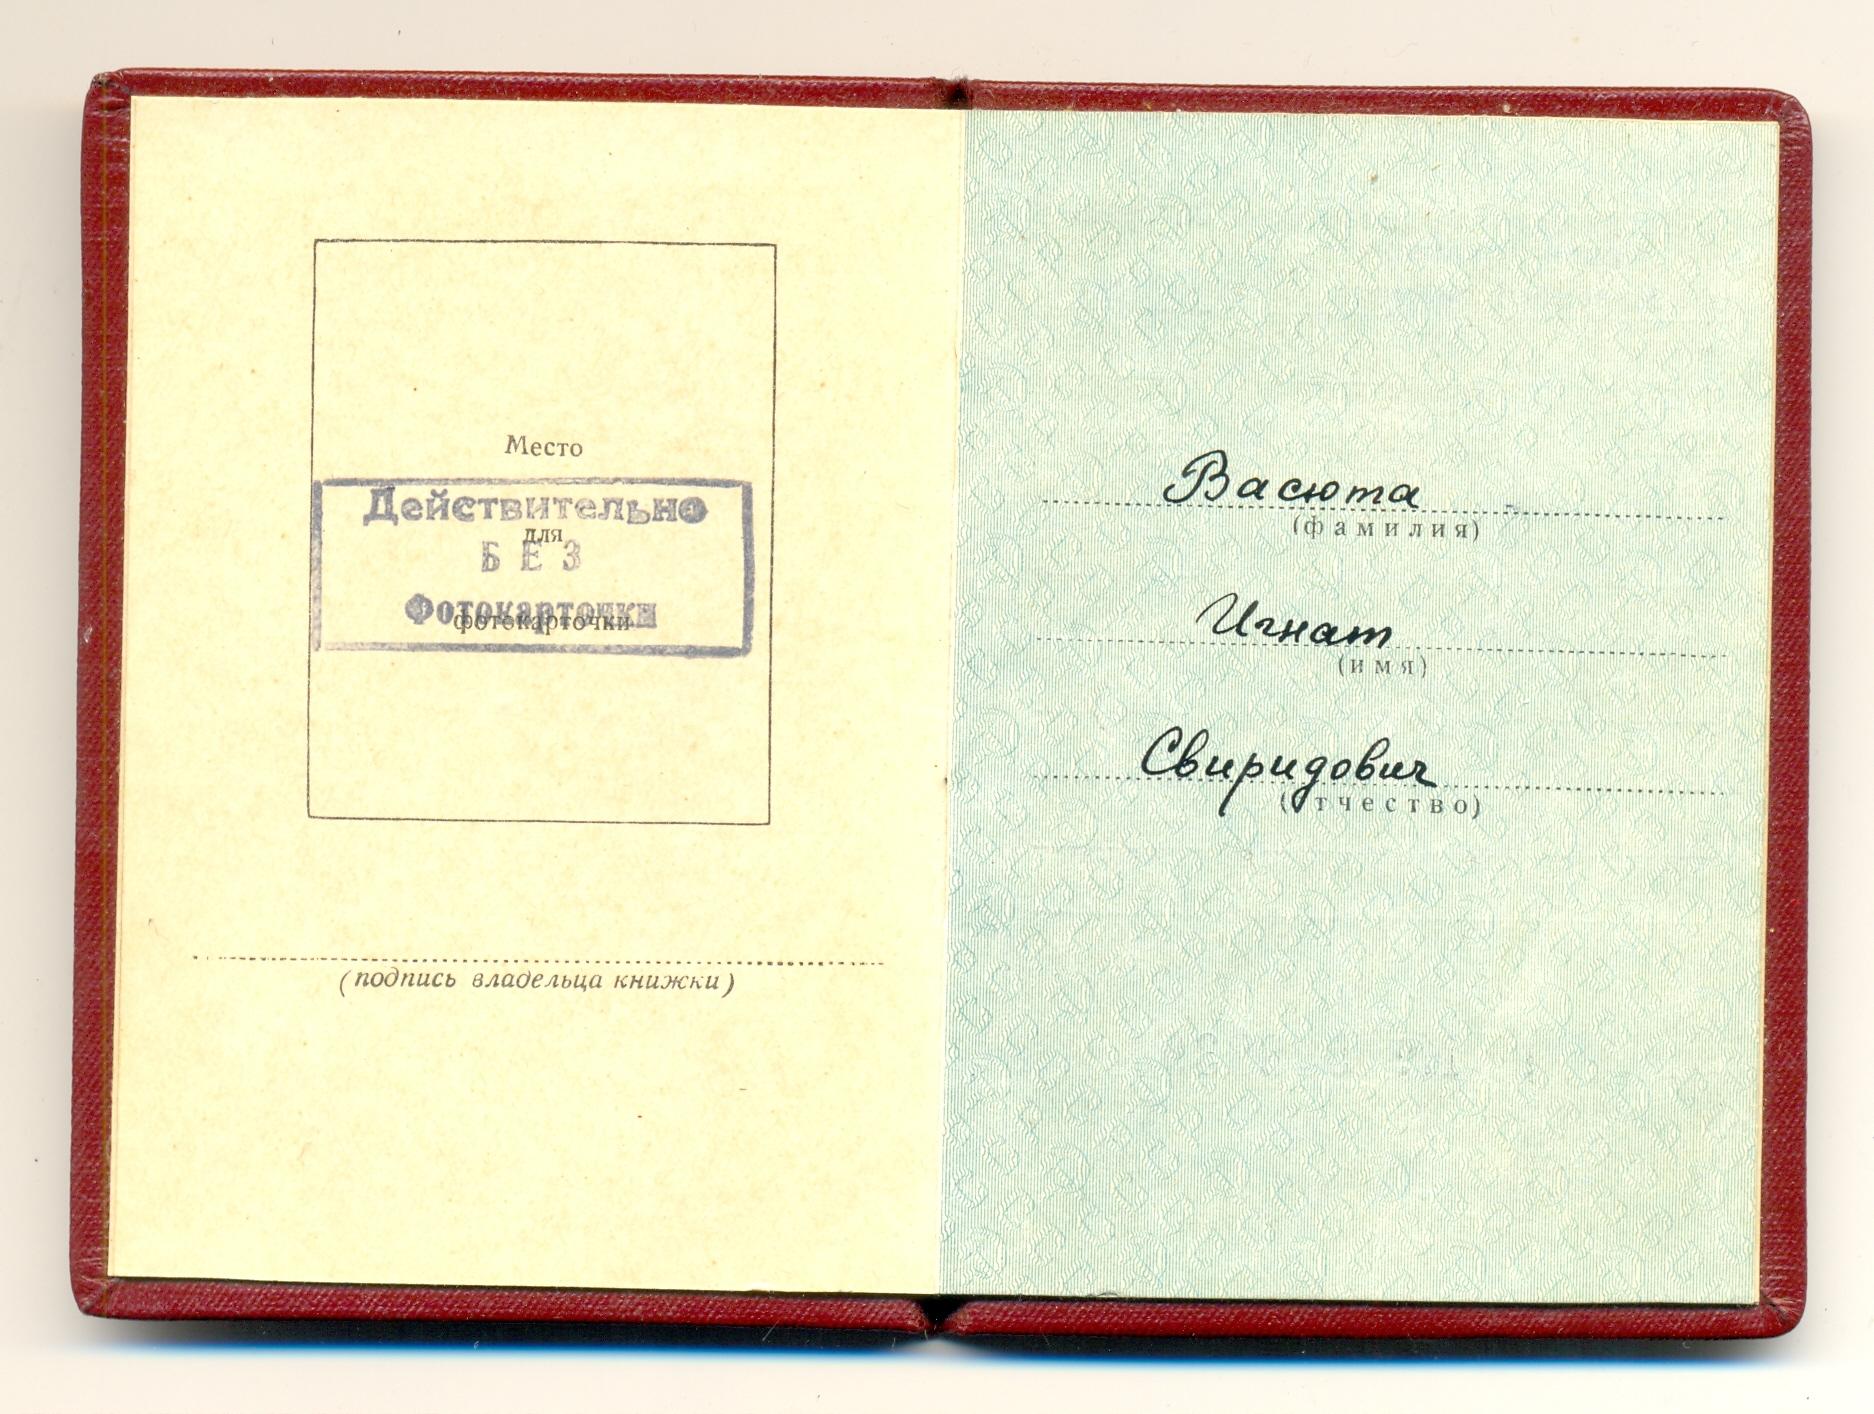 Место
Действительно
для
БЕЗ
Фотокарточки
фотокарточки
(подпись владельца книжки)
Васюта
(фамилия)
Игнат
(имя)
Свиридович
(отчество)